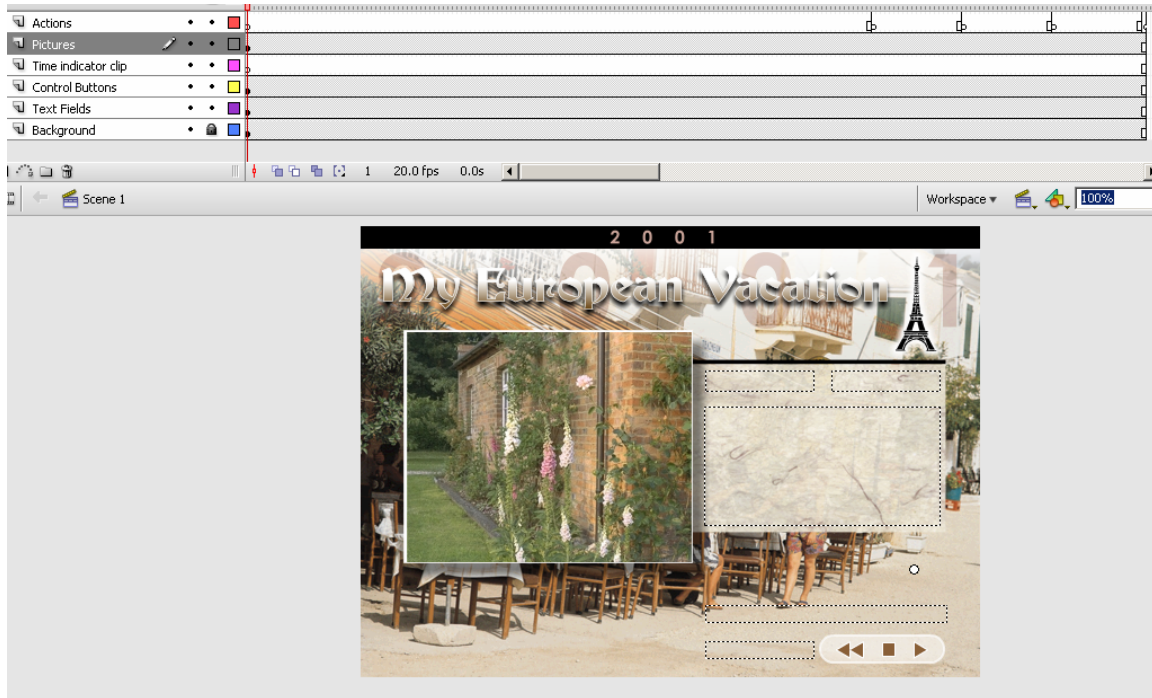 Actions
Pictures
Time indicator clip
Control Buttons
Text Fields
Background
1 20.0 fps 0.0s
Scene 1
Workspace
100%
2 0 0 1
My European Vacation